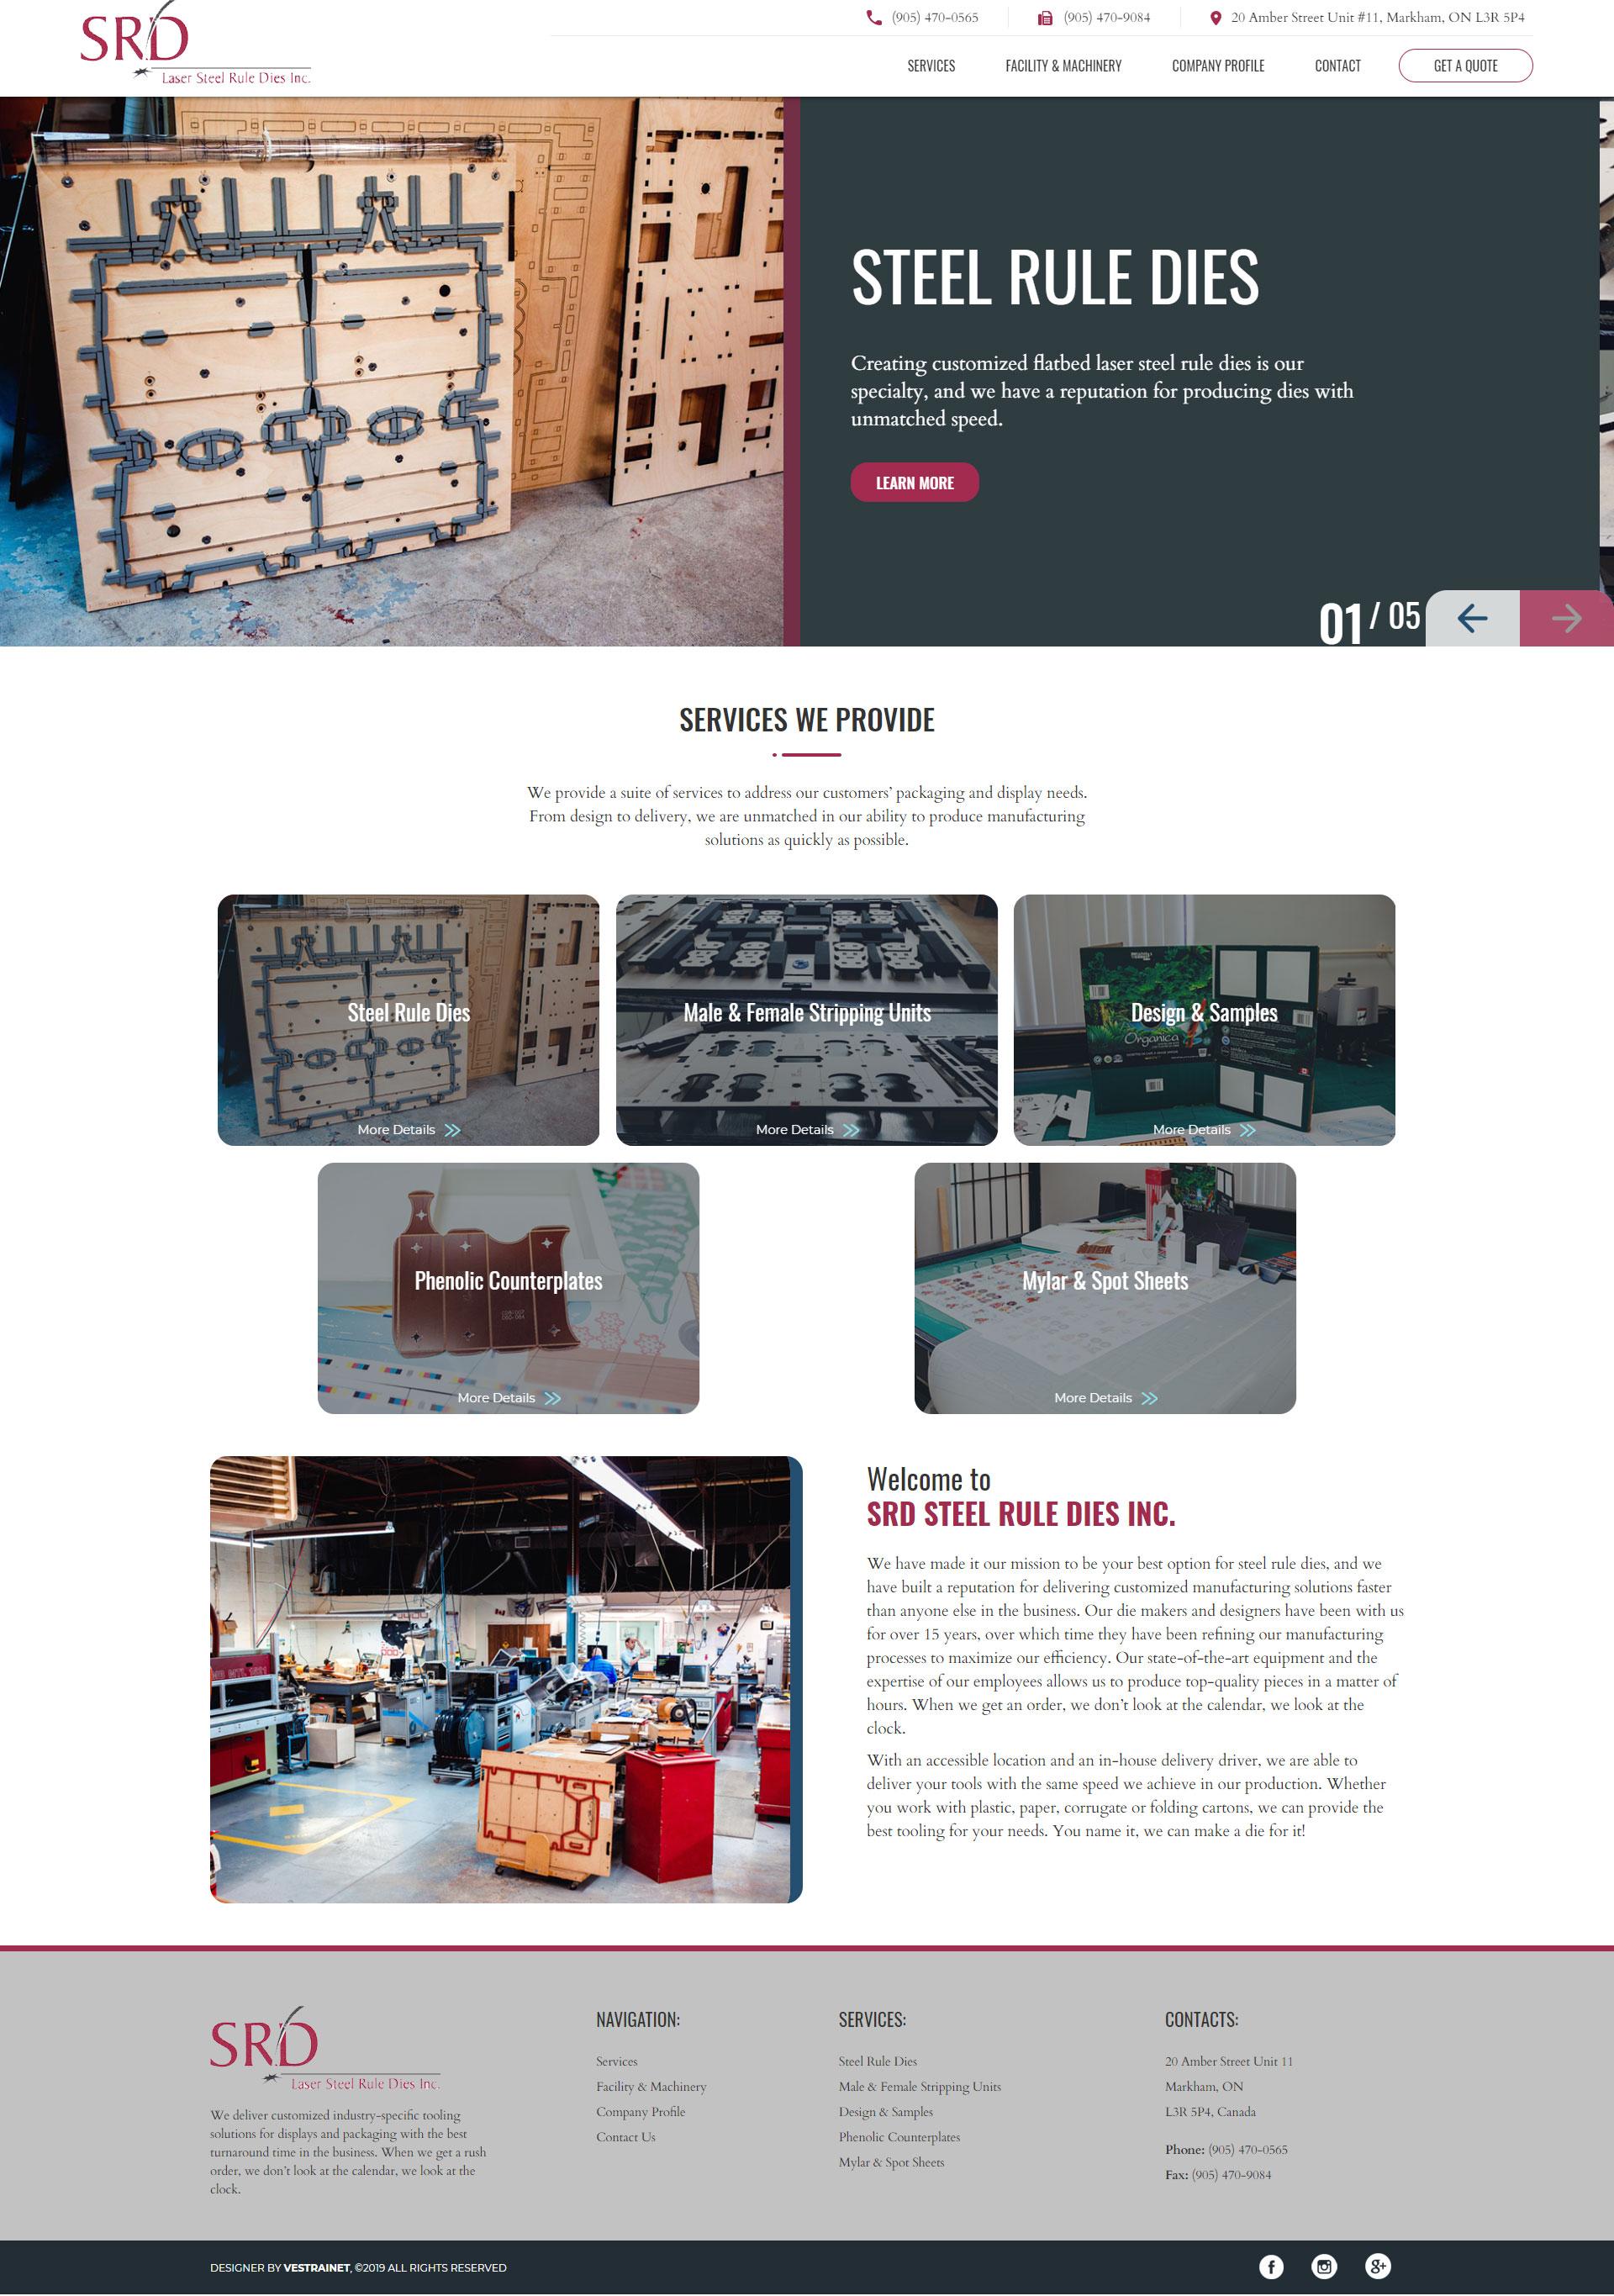 SRD
Laser Steel Rule Dies Inc.
(905) 470-0565
(905) 470-9084
20 Amber Street Unit #11, Markham, ON L3R 5P4
SERVICES
FACILITY & MACHINERY
COMPANY PROFILE
CONTACT
GET A QUOTE
STEEL RULE DIES
Creating customized flatbed laser steel rule dies is our
specialty, and we have a reputation for producing dies with
unmatched speed.
LEARN MORE
01 / 05
SERVICES WE PROVIDE
We provide a suite of services to address our customers’ packaging and display needs.
From design to delivery, we are unmatched in our ability to produce manufacturing
solutions as quickly as possible.
Steel Rule Dies
More Details
Male & Female Stripping Units
More Details
Design & Samples
Organica
More Details
Phenolic Counterplates
More Details
Mylar & Spot Sheets
More Details
Welcome to
SRD STEEL RULE DIES INC.
We have made it our mission to be your best option for steel rule dies, and we
have built a reputation for delivering customized manufacturing solutions faster
than anyone else in the business. Our die makers and designers have been with us
for over 15 years, over which time they have been refining our manufacturing
processes to maximize our efficiency. Our state-of-the-art equipment and the
expertise of our employees allows us to produce top-quality pieces in a matter of
hours. When we get an order, we don’t look at the calendar, we look at the
clock.
With an accessible location and an in-house delivery driver, we are able to
deliver your tools with the same speed we achieve in our production. Whether
you work with plastic, paper, corrugate or folding cartons, we can provide the
best tooling for your needs. You name it, we can make a die for it!
SRD
Laser Steel Rule Dies Inc.
We deliver customized industry-specific tooling
solutions for displays and packaging with the best
turnaround time in the business. When we get a rush
order, we don’t look at the calendar, we look at the
clock.
NAVIGATION:
Services
Facility & Machinery
Company Profile
Contact Us
SERVICES:
Steel Rule Dies
Male & Female Stripping Units
Design & Samples
Phenolic Counterplates
Mylar & Spot Sheets
CONTACTS:
20 Amber Street Unit 11
Markham, ON
L3R 5P4, Canada
Phone: (905) 470-0565
Fax: (905) 470-9084
DESIGNER BY VESTRAINET, ©2019 ALL RIGHTS RESERVED